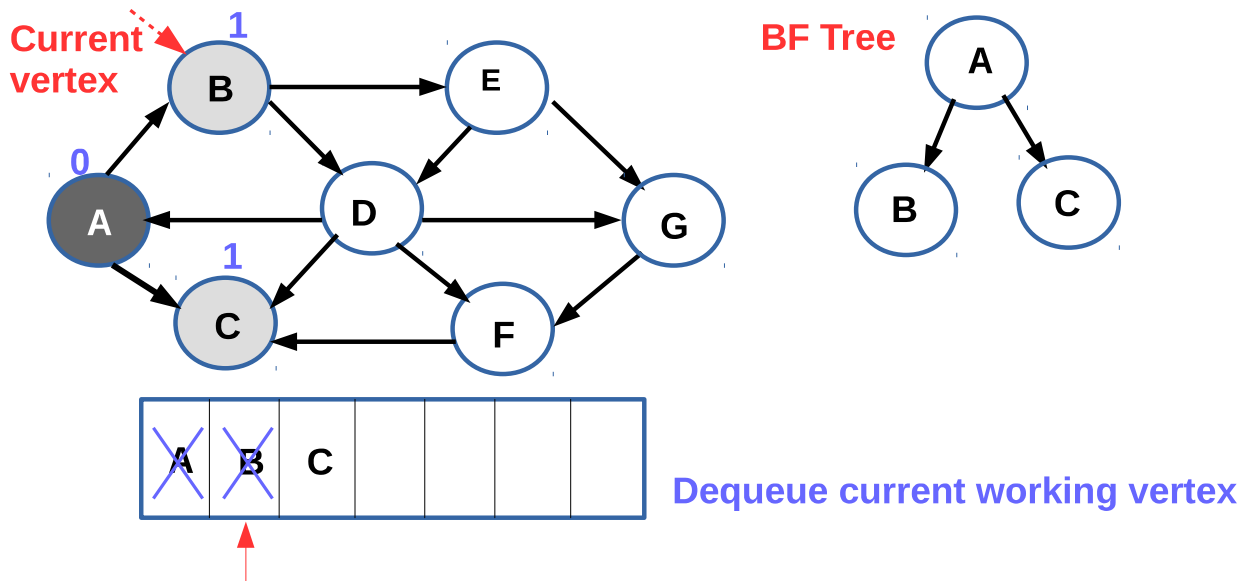 Current
vertex
1
B
E
0
A
D
G
1
C
F
BF Tree
A
B
C
A B C
Dequeue current working vertex